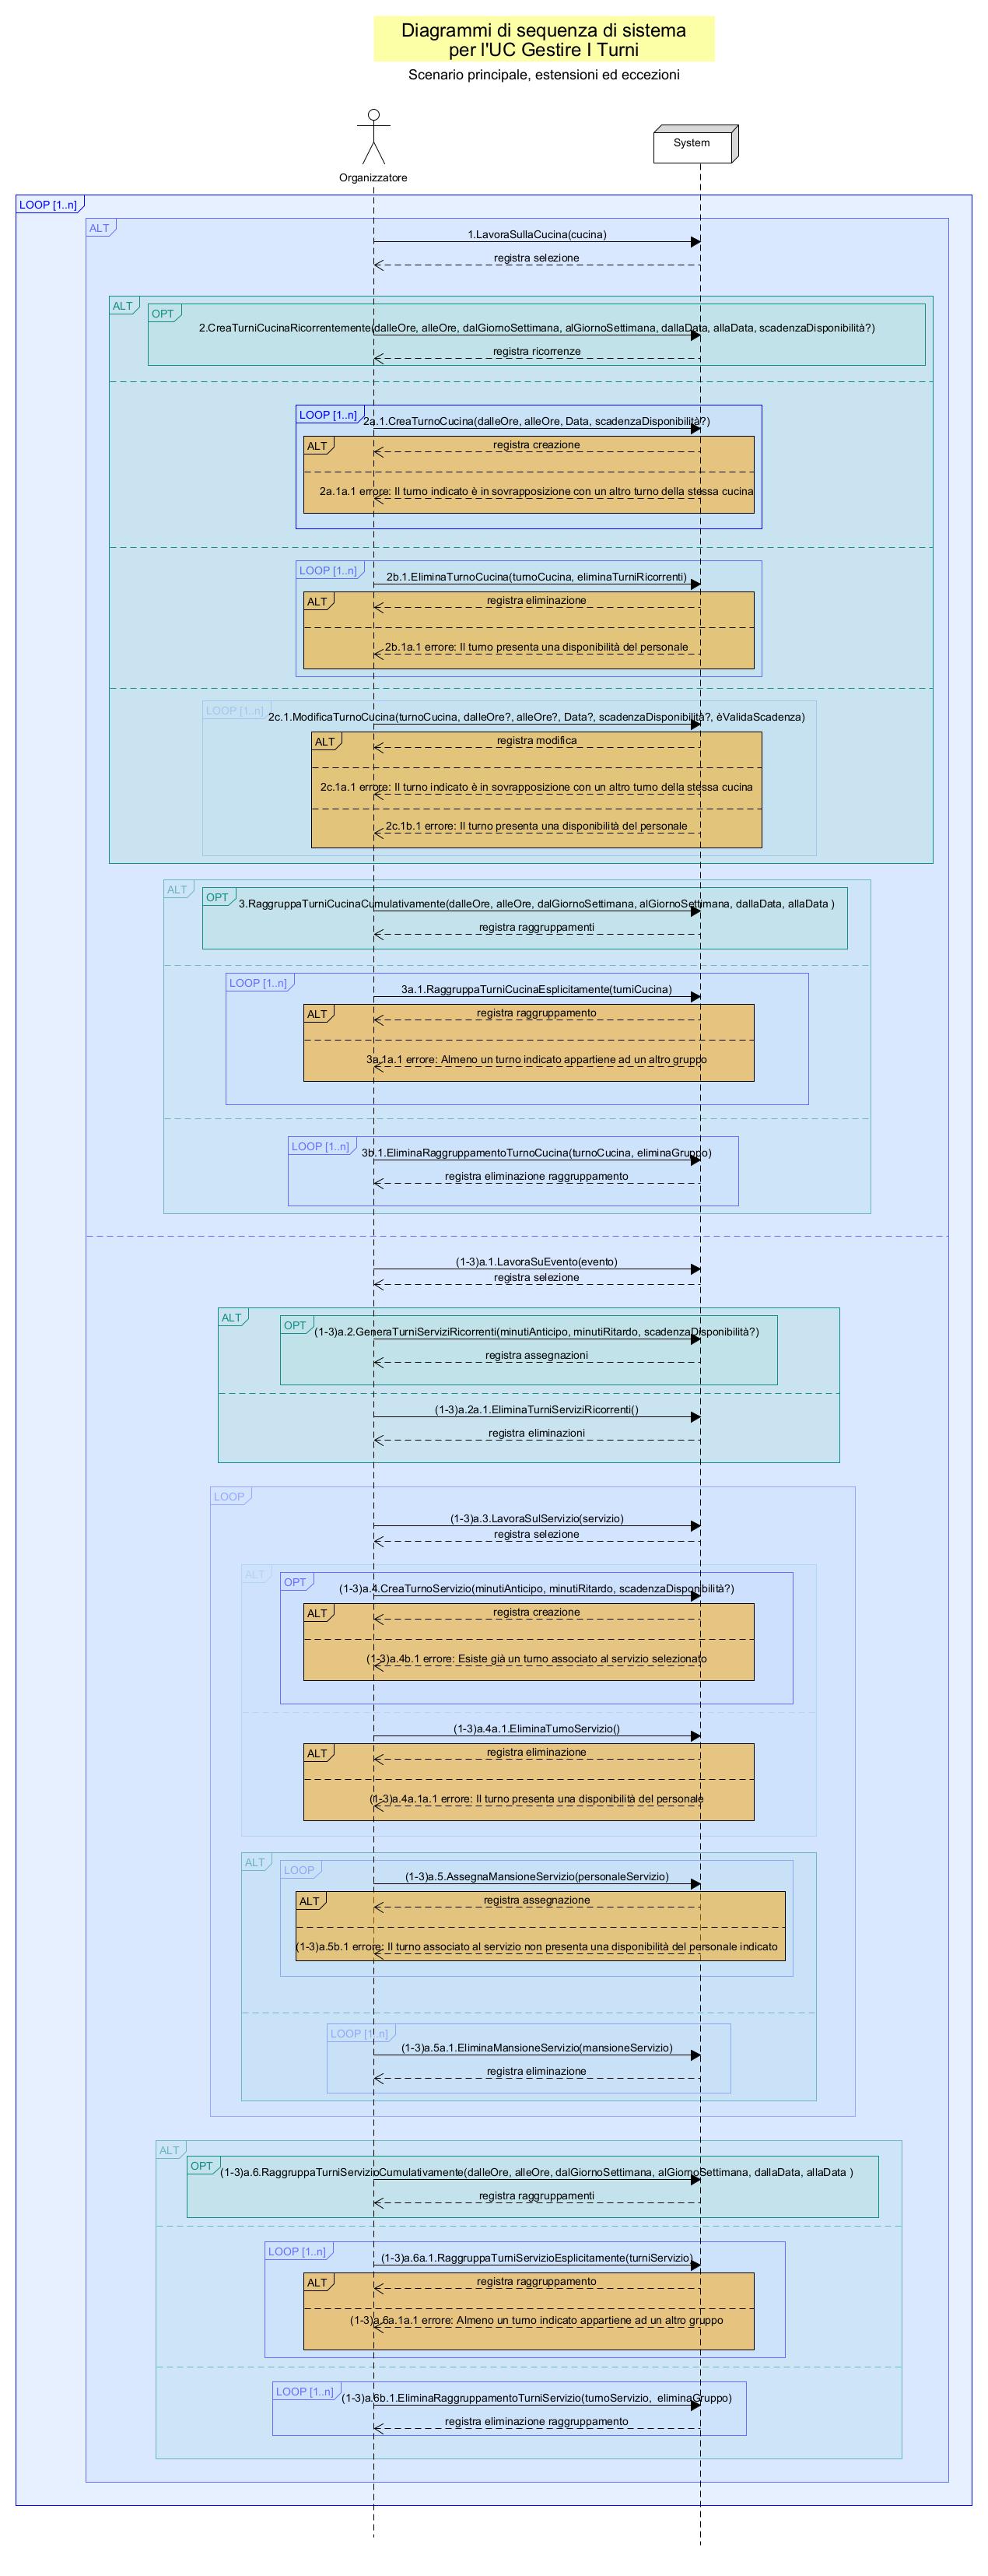 Diagrammi di sequenza di sistema
per l'UC Gestire I Turni
Scenario principale, estensioni ed eccezioni
Organizzatore
System
LOOP [1..n]
ALT
1.LavoraSullaCucina(cucina)
registra selezione
ALT
OPT
2.CreaTurniCucinaRicorrentemente(dalleOre, alleOre, dalGiornoSettimana, alGiornoSettimana, dallaData, allaData, scadenzaDisponibilità?)
registra ricorrenze
LOOP [1..n]
2a.1.CreaTurnoCucina(dalleOre, alleOre, Data, scadenzaDisponibilità?)
ALT
registra creazione
2a.1a.1 errore: Il turno indicato è in sovrapposizione con un altro turno della stessa cucina
LOOP [1..n]
2b.1.EliminaTurnoCucina(turnoCucina, eliminaTurniRicorrenti)
ALT
registra eliminazione
2b.1a.1 errore: Il turno presenta una disponibilità del personale
LOOP [1..n]
2c.1.ModificaTurnoCucina(turnoCucina, dalleOre?, alleOre?, Data?, scadenzaDisponibilità?, èValidaScadenza)
ALT
registra modifica
2c.1a.1 errore: Il turno indicato è in sovrapposizione con un altro turno della stessa cucina
2c.1b.1 errore: Il turno presenta una disponibilità del personale
ALT
OPT
3.RaggruppaTurniCucinaCumulativamente(dalleOre, alleOre, dalGiornoSettimana, alGiornoSettimana, dallaData, allaData )
registra raggruppamenti
LOOP [1..n]
3a.1.RaggruppaTurniCucinaEsplicitamente(turniCucina)
ALT
registra raggruppamento
3a.1a.1 errore: Almeno un turno indicato appartiene ad un altro gruppo
LOOP [1..n]
3b.1.EliminaRaggruppamentoTurnoCucina(turnoCucina, eliminaGruppo)
registra eliminazione raggruppamento
(1-3)a.1.LavoraSuEvento(evento)
registra selezione
ALT
OPT
(1-3)a.2.GeneraTurniServiziRicorrenti(minutiAnticipo, minutiRitardo, scadenzaDisponibilità?)
registra assegnazioni
(1-3)a.2a.1.EliminaTurniServiziRicorrenti()
registra eliminazioni
LOOP
(1-3)a.3.LavoraSulServizio(servizio)
registra selezione
ALT
OPT
(1-3)a.4.CreaTurnoServizio(minutiAnticipo, minutiRitardo, scadenzaDisponibilità?)
ALT
registra creazione
(1-3)a.4b.1 errore: Esiste già un turno associato al servizio selezionato
(1-3)a.4a.1.EliminaTurnoServizio()
ALT
registra eliminazione
(1-3)a.4a.1a.1 errore: Il turno presenta una disponibilità del personale
ALT
LOOP
(1-3)a.5.AssegnaMansioneServizio(personaleServizio)
ALT
registra assegnazione
(1-3)a.5b.1 errore: Il turno associato al servizio non presenta una disponibilità del personale indicato
LOOP [1..n]
(1-3)a.5a.1.EliminaMansioneServizio(mansioneServizio)
registra eliminazione
ALT
OPT
(1-3)a.6.RaggruppaTurniServizioCumulativamente(dalleOre, alleOre, dalGiornoSettimana, alGiornoSettimana, dallaData, allaData )
registra raggruppamenti
LOOP [1..n]
(1-3)a.6a.1.RaggruppaTurniServizioEsplicitamente(turniServizio)
ALT
registra raggruppamento
(1-3)a.6a.1a.1 errore: Almeno un turno indicato appartiene ad un altro gruppo
LOOP [1..n]
(1-3)a.6b.1.EliminaRaggruppamentoTurniServizio(turnoServizio,  eliminaGruppo)
registra eliminazione raggruppamento